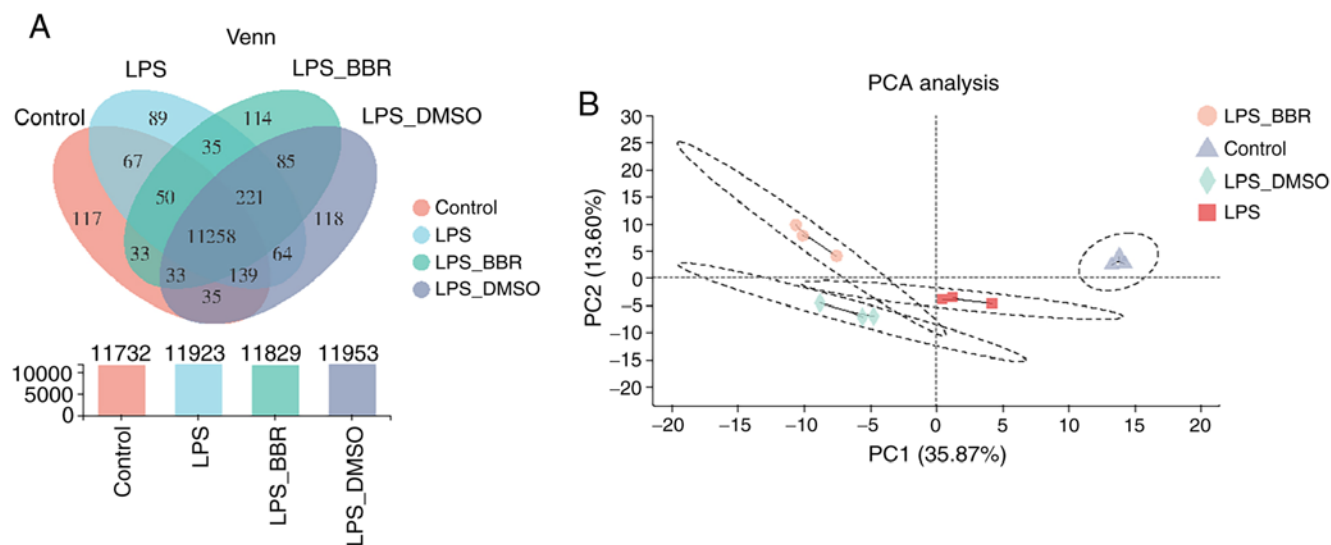 A
Venn
LPS
LPS_BBR
Control
LPS_DMSO
89
114
67
35
85
50
221
117
118
11258
33
64
33
139
35
Control
LPS
LPS_BBR
LPS_DMSO
11732 11923 11829 11953
10000
5000
0
Control
LPS
LPS_BBR
LPS_DMSO
B
PCA analysis
LPS_BBR
Control
LPS_DMSO
LPS
PC2 (13.60%)
30
25
20
15
10
5
0
−5
−10
−15
−20
−20 −15 −10 −5 0 5 10 15 20
PC1 (35.87%)